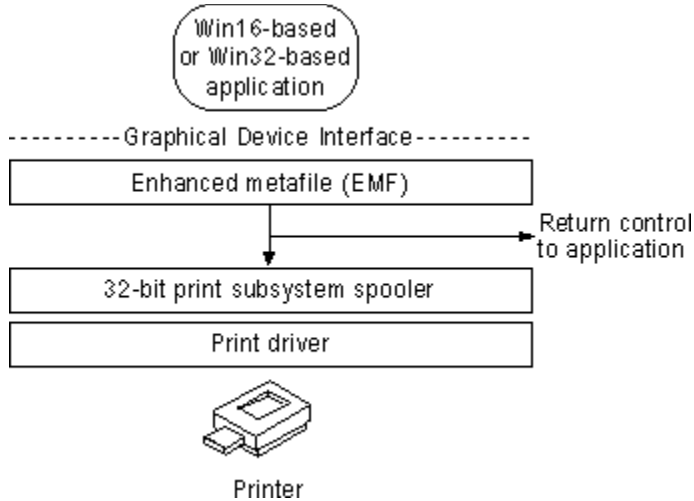 Win16-based
or Win32-based
application
Graphical Device Interface
Enhanced metafile (EMF)
Return control
to application
32-bit print subsystem spooler
Print driver
Printer